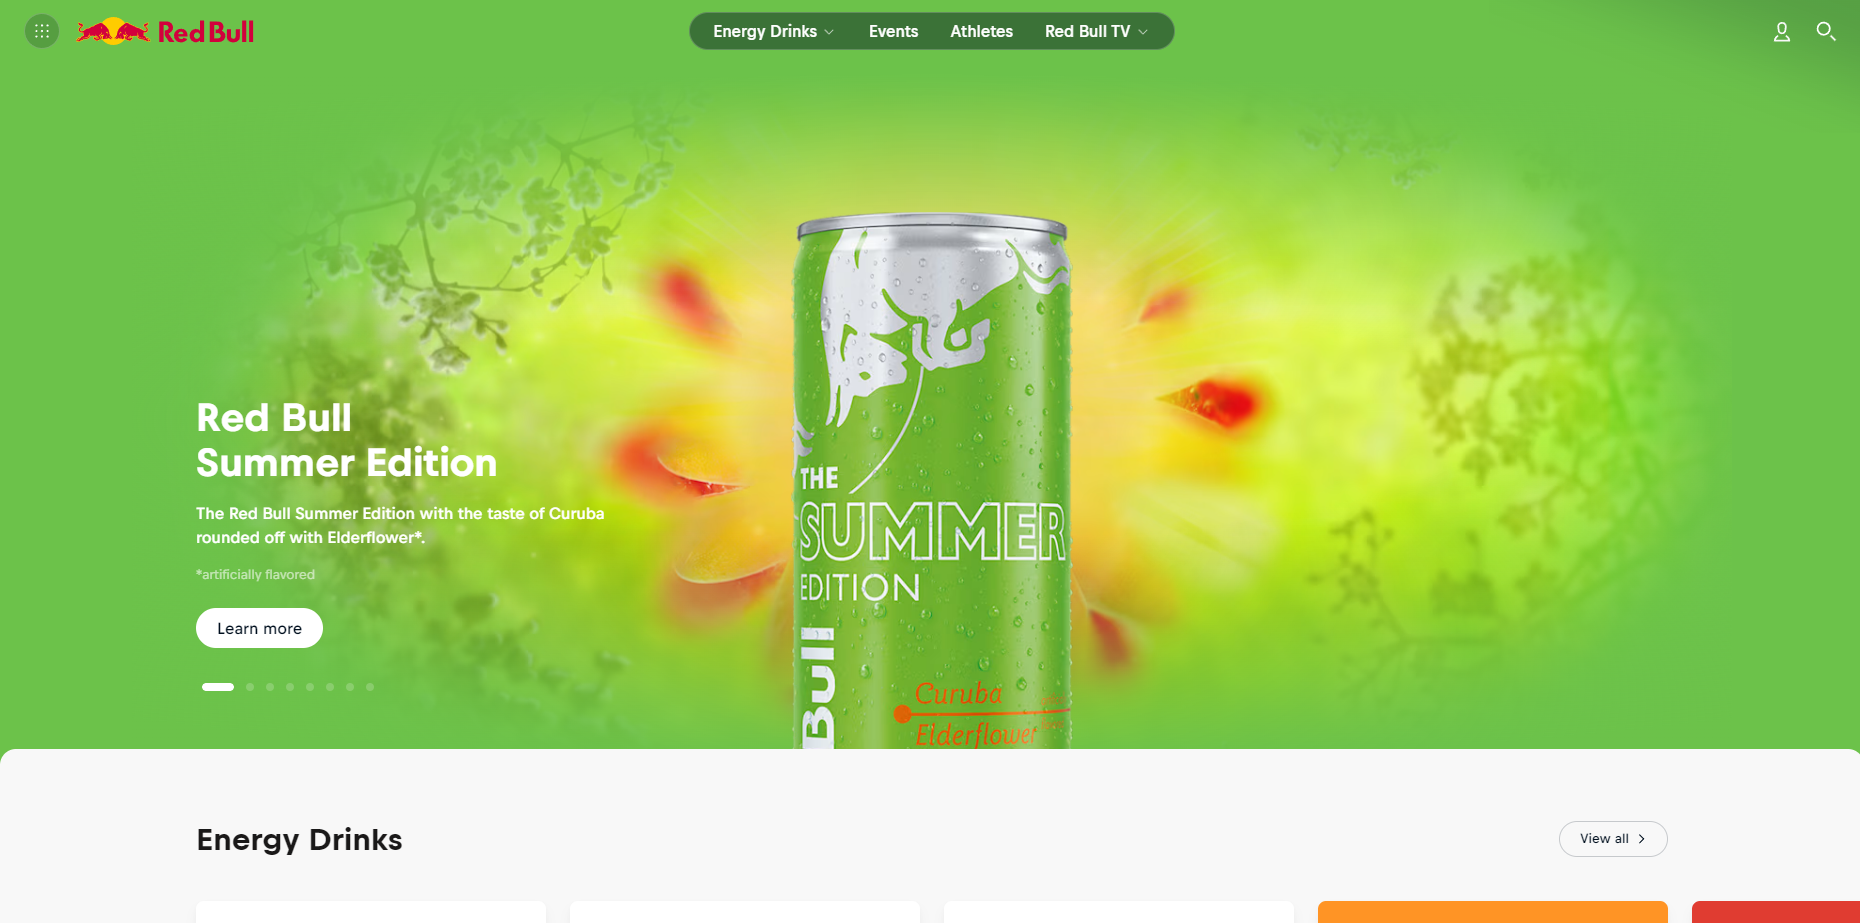 Red Bull
Energy Drinks
Events
Athletes
Red Bull TV
THE
SUMMER
EDITION
Bull
Curuba
Elderflower
Red Bull
Summer Edition
The Red Bull Summer Edition with the taste of Curuba
rounded off with Elderflower*.
*artificially flavored
Learn more
Energy Drinks
View all